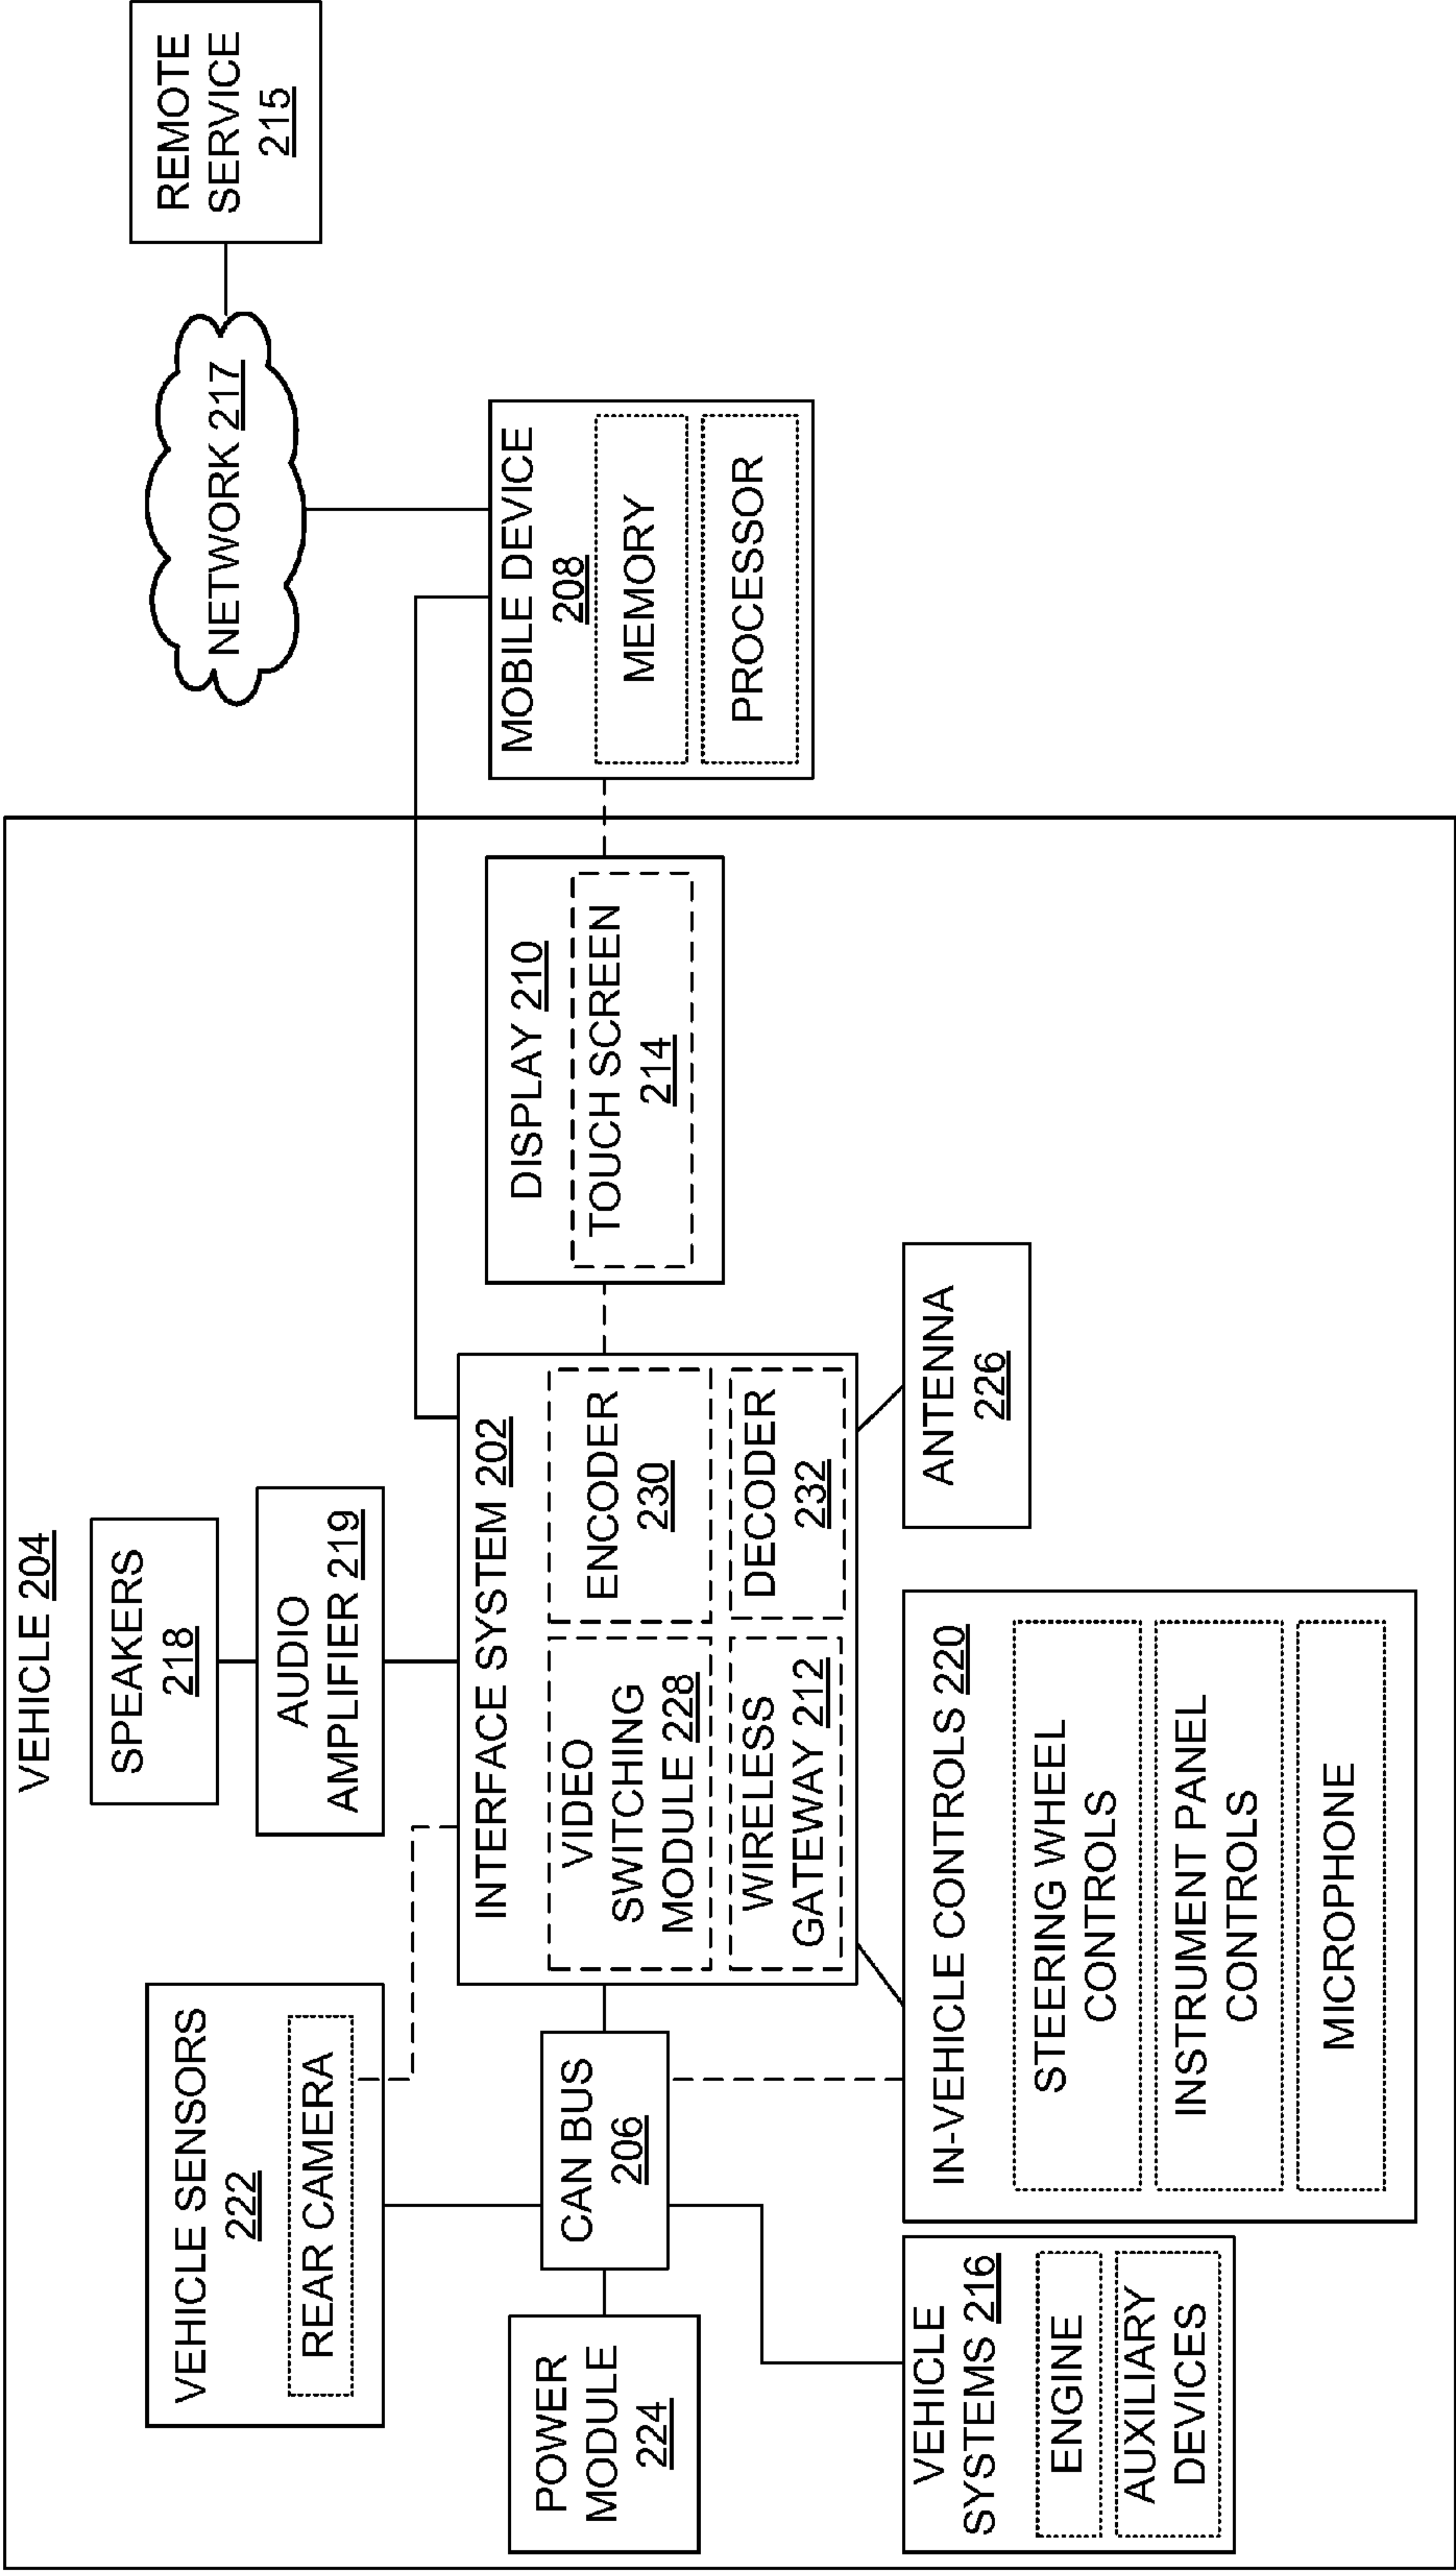 VEHICLE 204
VEHICLE SENSORS
222
REAR CAMERA
SPEAKERS
218
AUDIO
AMPLIFIER 219
POWER
MODULE
224
CAN BUS
206
INTERFACE SYSTEM 202
VIDEO
SWITCHING
MODULE 228
ENCODER
230
WIRELESS
GATEWAY 212
DECODER
232
DISPLAY 210
TOUCH SCREEN
214
MOBILE DEVICE
208
MEMORY
PROCESSOR
NETWORK 217
REMOTE
SERVICE
215
VEHICLE
SYSTEMS 216
ENGINE
AUXILIARY
DEVICES
IN-VEHICLE CONTROLS 220
STEERING WHEEL
CONTROLS
INSTRUMENT PANEL
CONTROLS
MICROPHONE
ANTENNA
226